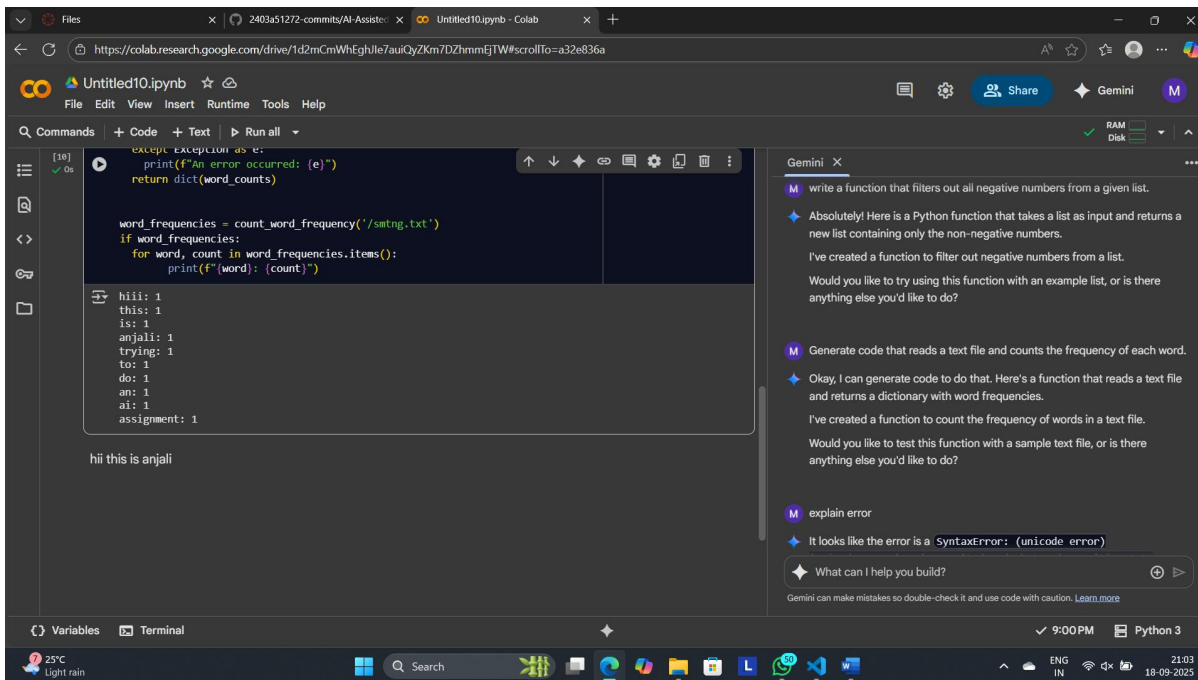 Files
2403a51272-commits/AI-Assisted
Untitled10.ipynb - Colab
https://colab.research.google.com/drive/1d2mCmWhEghJle7auiQyZKm7DZhmmEjTW#scrollTo=a32e836a
Untitled10.ipynb
File Edit View Insert Runtime Tools Help
Share
Gemini
M
Commands + Code + Text Run all
RAM
Disk
[10]
0s
except Exception as e:
print(f"An error occurred: {e}")
return dict(word_counts)
word_frequencies = count_word_frequency('/smtng.txt')
if word_frequencies:
for word, count in word_frequencies.items():
print(f"{word}: {count}")
hiii: 1
this: 1
is: 1
anjali: 1
trying: 1
to: 1
do: 1
an: 1
ai: 1
assignment: 1
hii this is anjali
Gemini
M write a function that filters out all negative numbers from a given list.
Absolutely! Here is a Python function that takes a list as input and returns a
new list containing only the non-negative numbers.
I've created a function to filter out negative numbers from a list.
Would you like to try using this function with an example list, or is there
anything else you'd like to do?
M Generate code that reads a text file and counts the frequency of each word.
Okay, I can generate code to do that. Here's a function that reads a text file
and returns a dictionary with word frequencies.
I've created a function to count the frequency of words in a text file.
Would you like to test this function with a sample text file, or is there
anything else you'd like to do?
M explain error
It looks like the error is a SyntaxError: (unicode error)
What can I help you build?
Gemini can make mistakes so double-check it and use code with caution. Learn more
{} Variables Terminal
9:00 PM Python 3
7
25°C
Light rain
Search
L
50
ENG
IN
21:03
18-09-2025